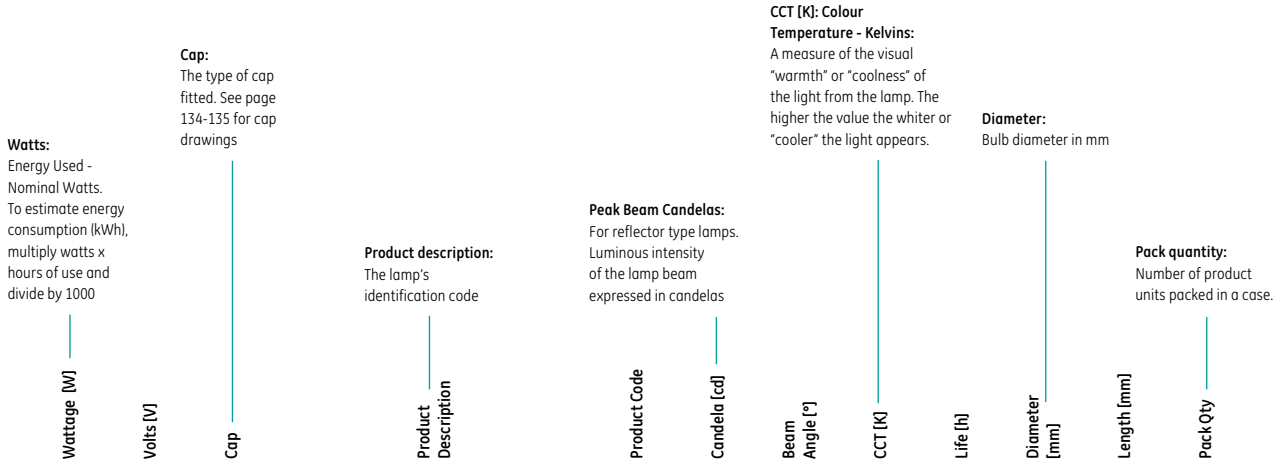 Watts:
Energy Used -
Nominal Watts.
To estimate energy
consumption (kWh),
multiply watts x
hours of use and
divide by 1000
Cap:
The type of cap
fitted. See page
134-135 for cap
drawings
Product description:
The lamp's
identification code
Peak Beam Candelas:
For reflector type lamps.
Luminous intensity
of the lamp beam
expressed in candelas
CCT [K]: Colour
Temperature - Kelvins:
A measure of the visual
“warmth” or “coolness” of
the light from the lamp. The
higher the value the whiter or
“cooler” the light appears.
Diameter:
Bulb diameter in mm
Pack quantity:
Number of product
units packed in a case.
Wattage [W]
Volts [V]
Cap
Product
Description
Product Code
Candela [cd]
Beam
Angle [°]
CCT [K]
Life [h]
Diameter
[mm]
Length [mm]
Pack Qty